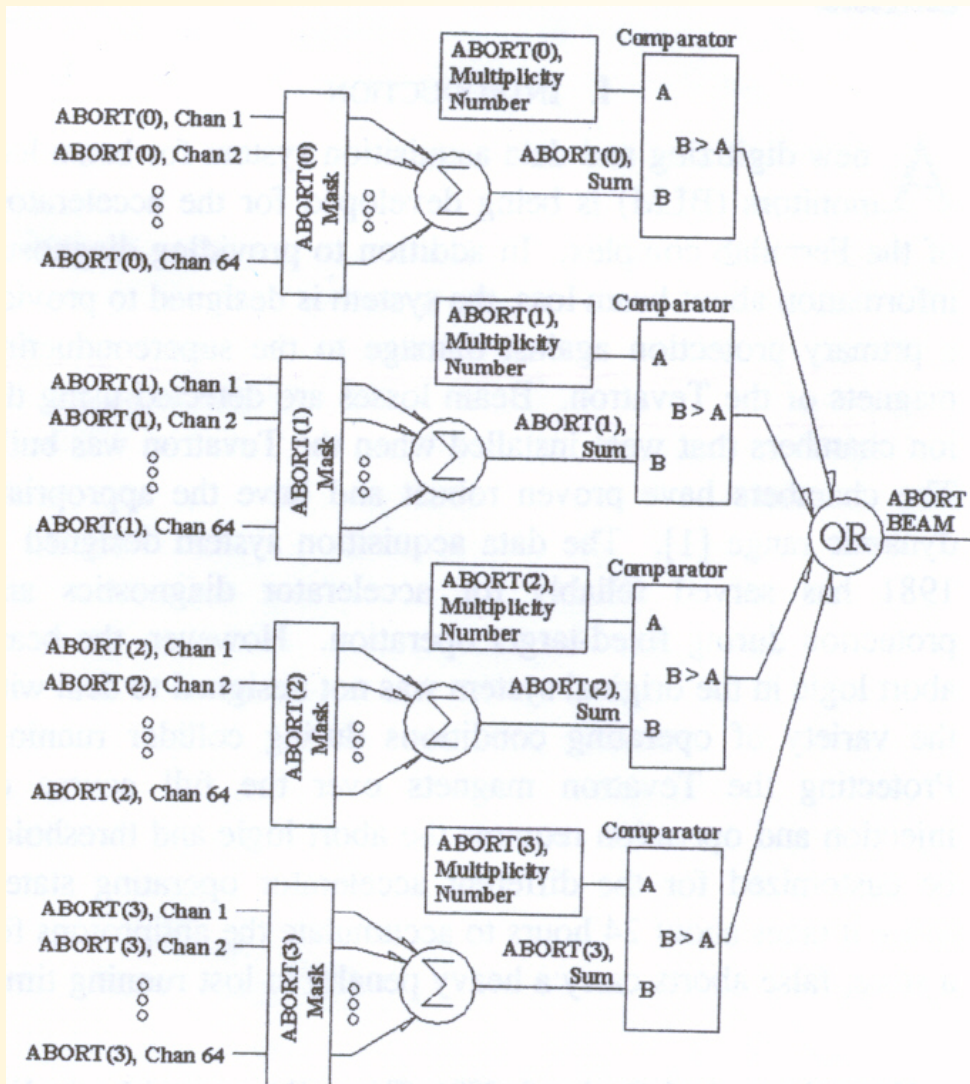 ABORT(0), Chan 1
ABORT(0), Chan 2
ABORT(0), Chan 64
ABORT(0)
Mask
Σ
ABORT(0),
Multiplicity
Number
ABORT(0),
Sum
Comparator
A
B > A
B
ABORT(1), Chan 1
ABORT(1), Chan 2
ABORT(1), Chan 64
ABORT(1)
Mask
Σ
ABORT(1),
Multiplicity
Number
ABORT(1),
Sum
Comparator
A
B > A
B
OR
ABORT
BEAM
ABORT(2), Chan 1
ABORT(2), Chan 2
ABORT(2), Chan 64
ABORT(2)
Mask
Σ
ABORT(2),
Multiplicity
Number
ABORT(2),
Sum
Comparator
A
B > A
B
ABORT(3), Chan 1
ABORT(3), Chan 2
ABORT(3), Chan 64
ABORT(3)
Mask
Σ
ABORT(3),
Multiplicity
Number
ABORT(3),
Sum
Comparator
A
B > A
B